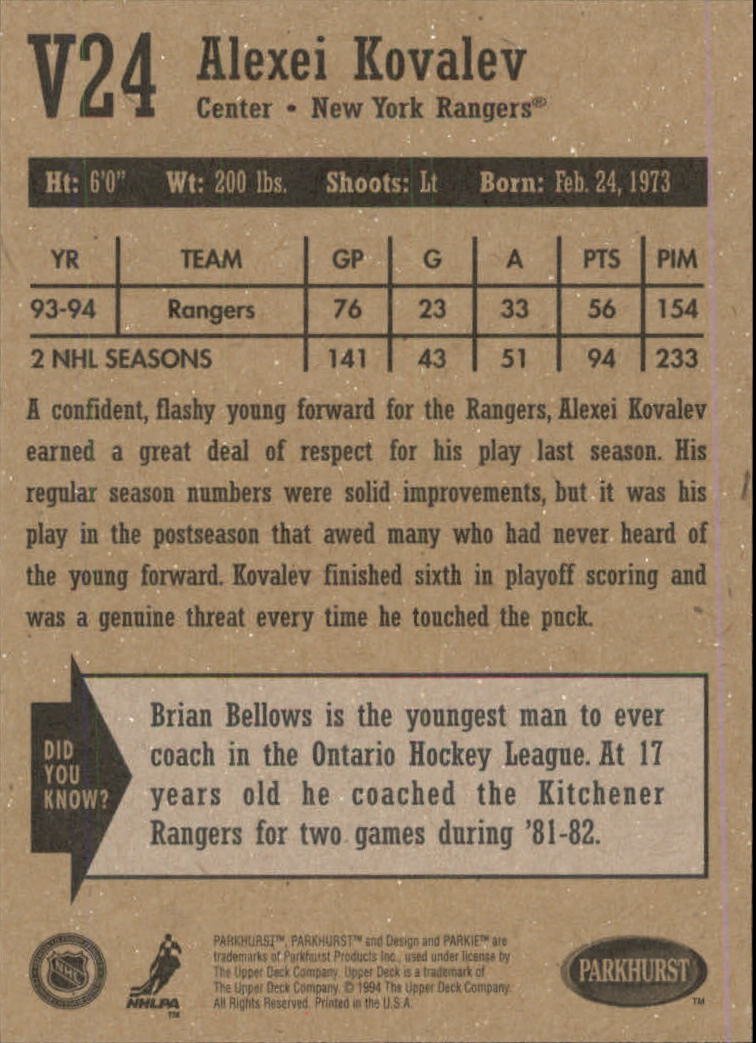 V24
Alexei Kovalev
Center • New York Rangers®
Ht: 6'0" Wt: 200 lbs. Shoots: Lt Born: Feb. 24, 1973
YR TEAM GP G A PTS PIM
93-94 Rangers 76 23 33 56 154
2 NHL SEASONS 141 43 51 94 233
A confident, flashy young forward for the Rangers, Alexei Kovalev
earned a great deal of respect for his play last season. His
regular season numbers were solid improvements, but it was his
play in the postseason that awed many who had never heard of
the young forward. Kovalev finished sixth in playoff scoring and
was a genuine threat every time he touched the puck.
DID
YOU
KNOW?
Brian Bellows is the youngest man to ever
coach in the Ontario Hockey League. At 17
years old he coached the Kitchener
Rangers for two games during '81-82.
NHL
NHLPA
TM
PARKHURST™, PARKHURST™ and Design and PARKIE™ are
trademarks of Parkhurst Products Inc., used under license by
The Upper Deck Company. Upper Deck is a trademark of
The Upper Deck Company. © 1994 The Upper Deck Company.
All Rights Reserved. Printed in the U.S.A.
PARKHURST
TM